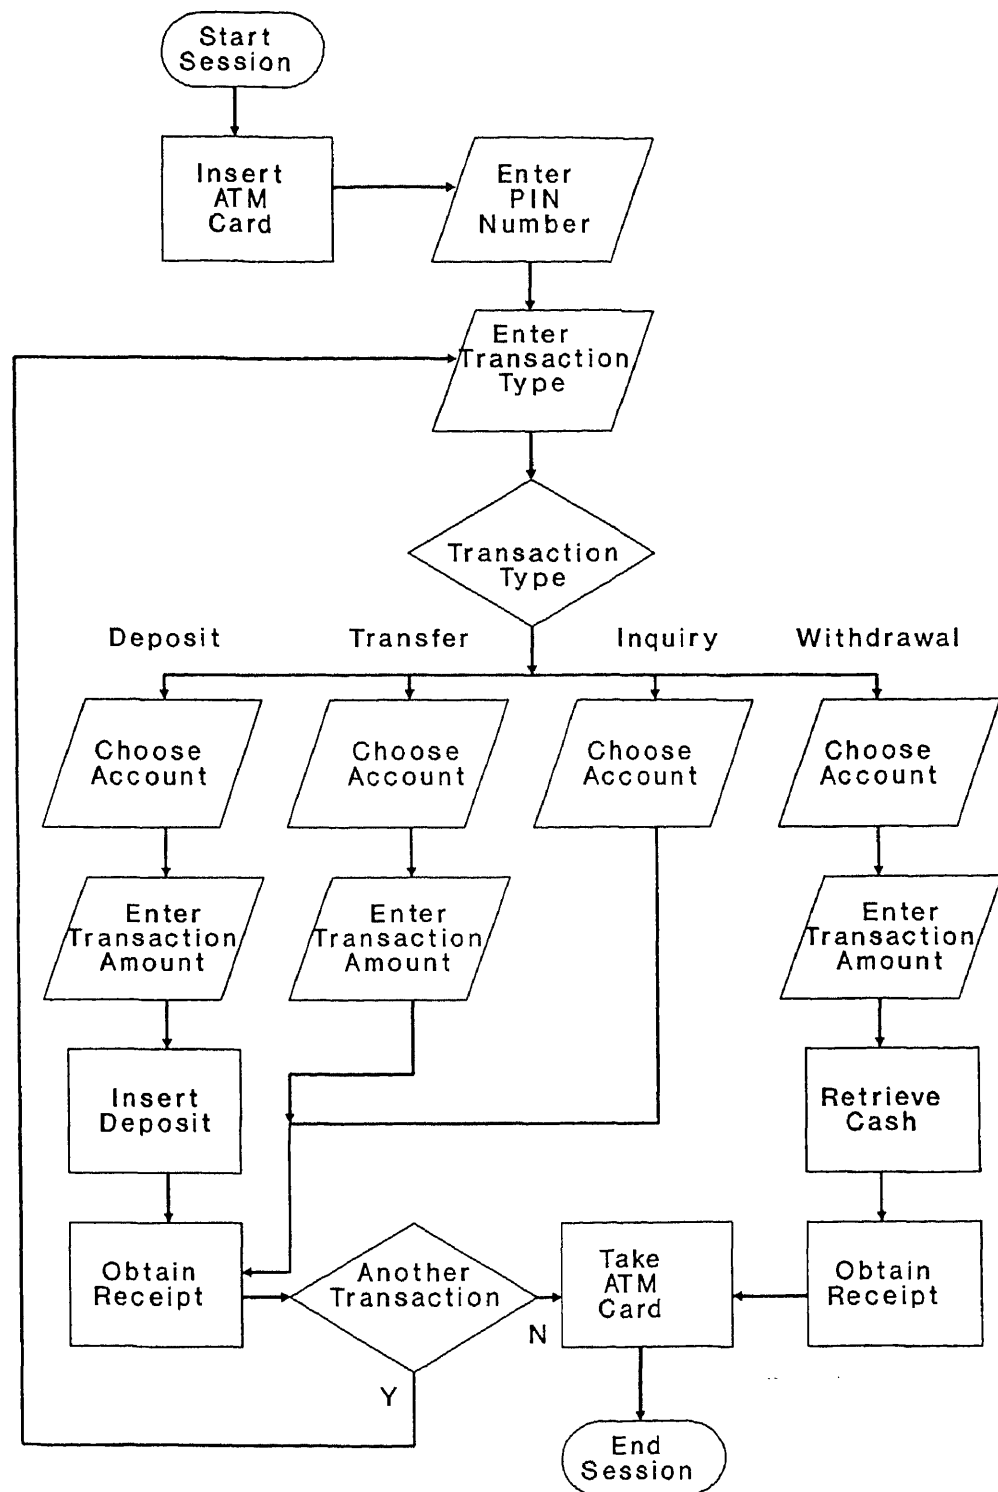 Start
Session
Insert
ATM
Card
Enter
PIN
Number
Enter
Transaction
Type
Transaction
Type
Deposit
Transfer
Inquiry
Withdrawal
Choose
Account
Choose
Account
Choose
Account
Choose
Account
Enter
Transaction
Amount
Enter
Transaction
Amount
Enter
Transaction
Amount
Insert
Deposit
Retrieve
Cash
Obtain
Receipt
Another
Transaction
Take
ATM
Card
Obtain
Receipt
N
Y
End
Session